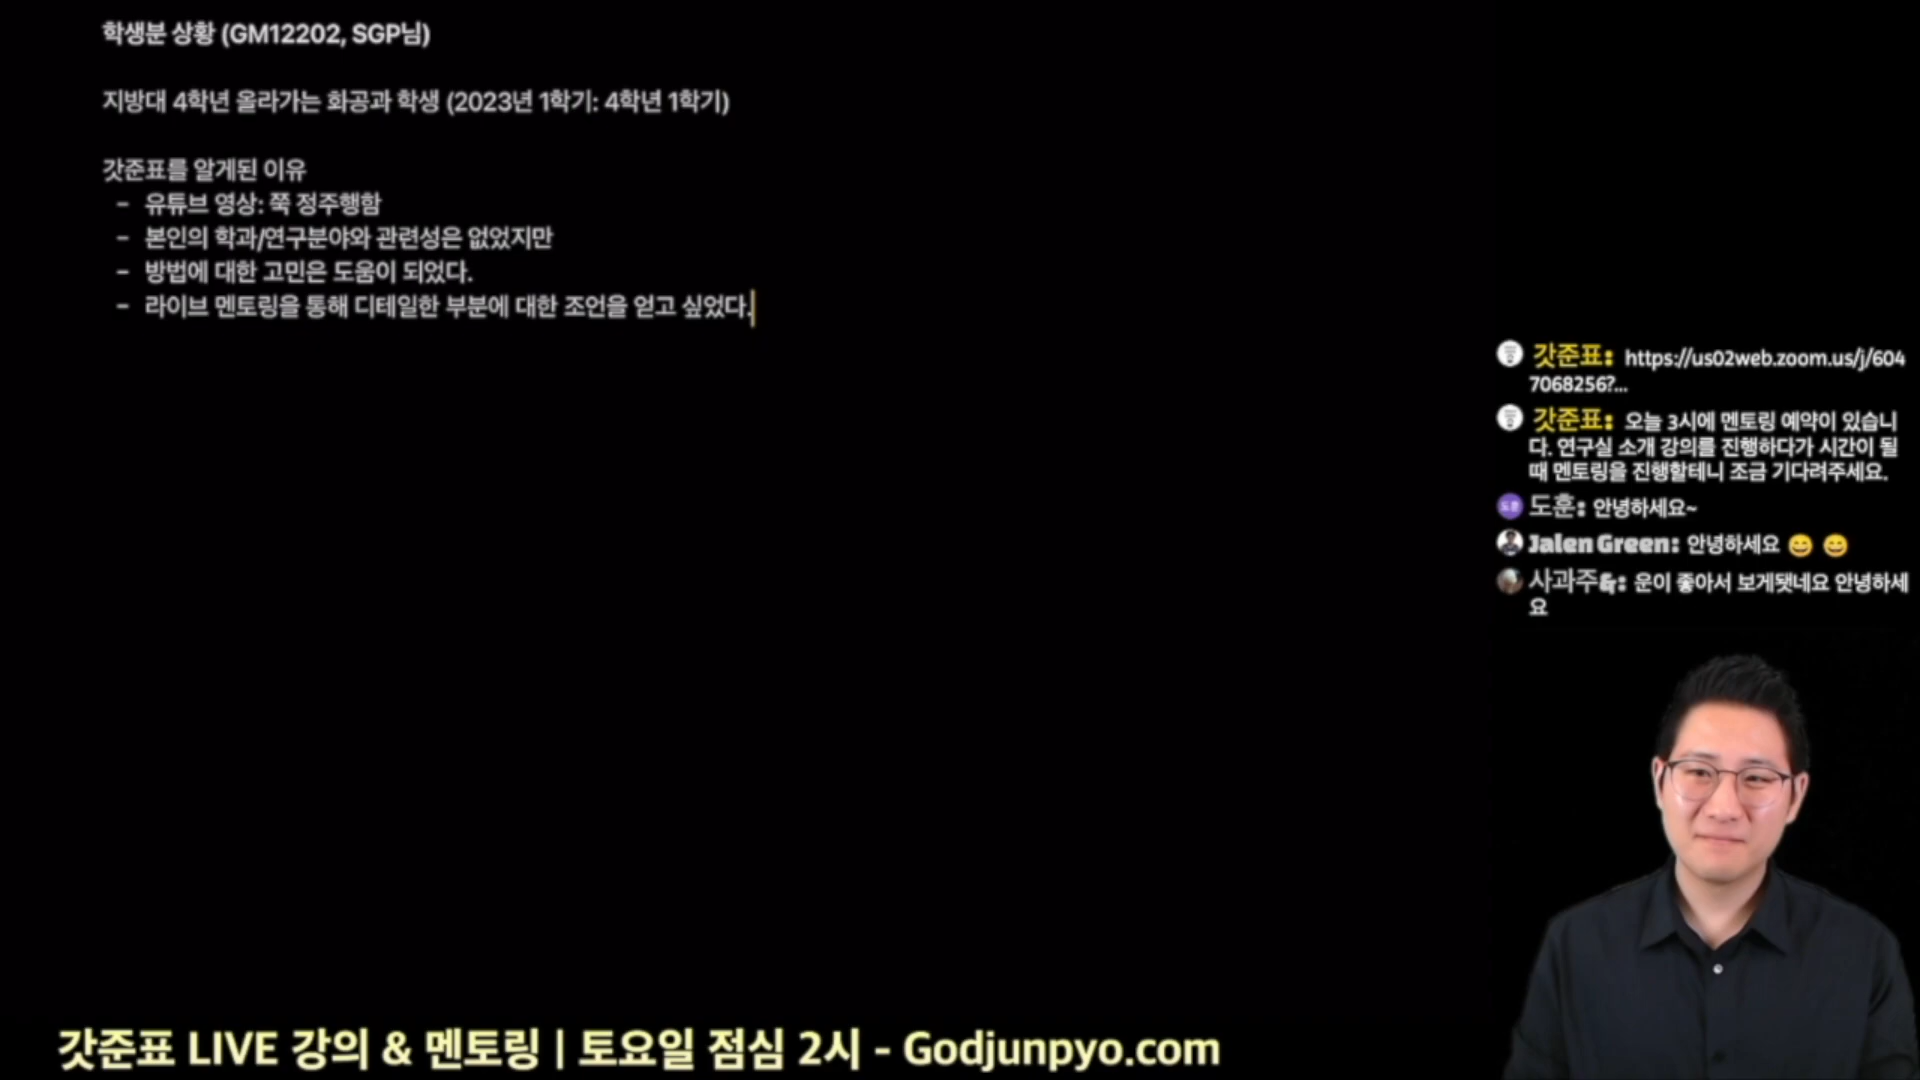 학생분 상황 (GM12202, SGP님)
지방대 4학년 올라가는 화공과 학생 (2023년 1학기: 4학년 1학기)
갓준표를 알게된 이유
- 유튜브 영상: 쭉 정주행함
- 본인의 학과/연구분야와 관련성은 없었지만
- 방법에 대한 고민은 도움이 되었다.
- 라이브 멘토링을 통해 디테일한 부분에 대한 조언을 얻고 싶었다.
갓준표: https://us02web.zoom.us/j/604
7068256?...
갓준표: 오늘 3시에 멘토링 예약이 있습니
다. 연구실 소개 강의를 진행하다가 시간이 될
때 멘토링을 진행할테니 조금 기다려주세요.
도훈: 안녕하세요~
Jalen Green: 안녕하세요 😄 😄
사과주&: 운이 좋아서 보게됏네요 안녕하세
요
갓준표 LIVE 강의 & 멘토링 | 토요일 점심 2시 - Godjunpyo.com